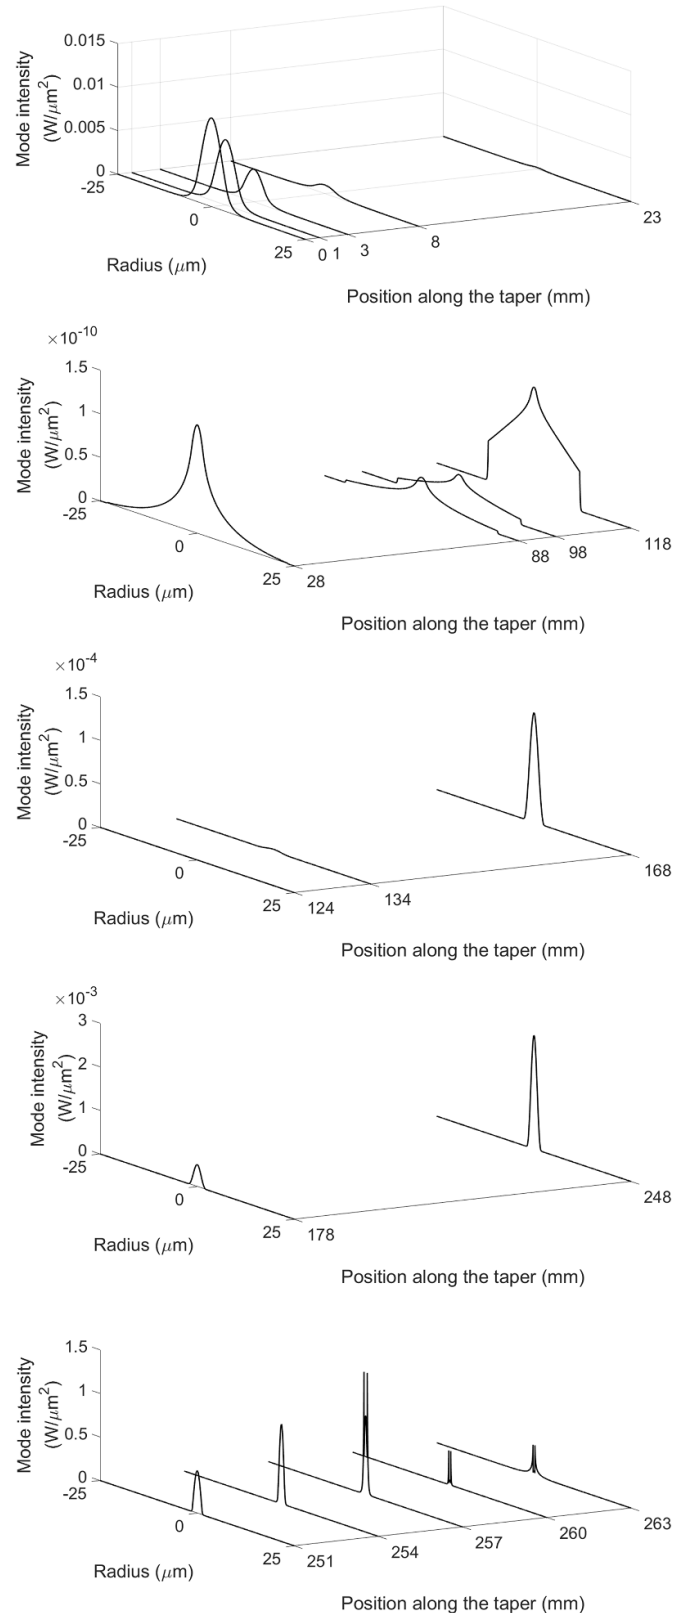 0.015
0.01
0.005
0
Mode intensity
(W/μm2)
-25
0
25
Radius (μm)
0 1 3 8 23
Position along the taper (mm)
×10-10
1.5
1
0.5
0
Mode intensity
(W/μm2)
-25
0
25
Radius (μm)
28 88 98 118
Position along the taper (mm)
×10-4
1.5
1
0.5
0
Mode intensity
(W/μm2)
-25
0
25
Radius (μm)
124 134 168
Position along the taper (mm)
×10-3
3
2
1
0
Mode intensity
(W/μm2)
-25
0
25
Radius (μm)
178 248
Position along the taper (mm)
1.5
1
0.5
0
Mode intensity
(W/μm2)
-25
0
25
Radius (μm)
251 254 257 260 263
Position along the taper (mm)